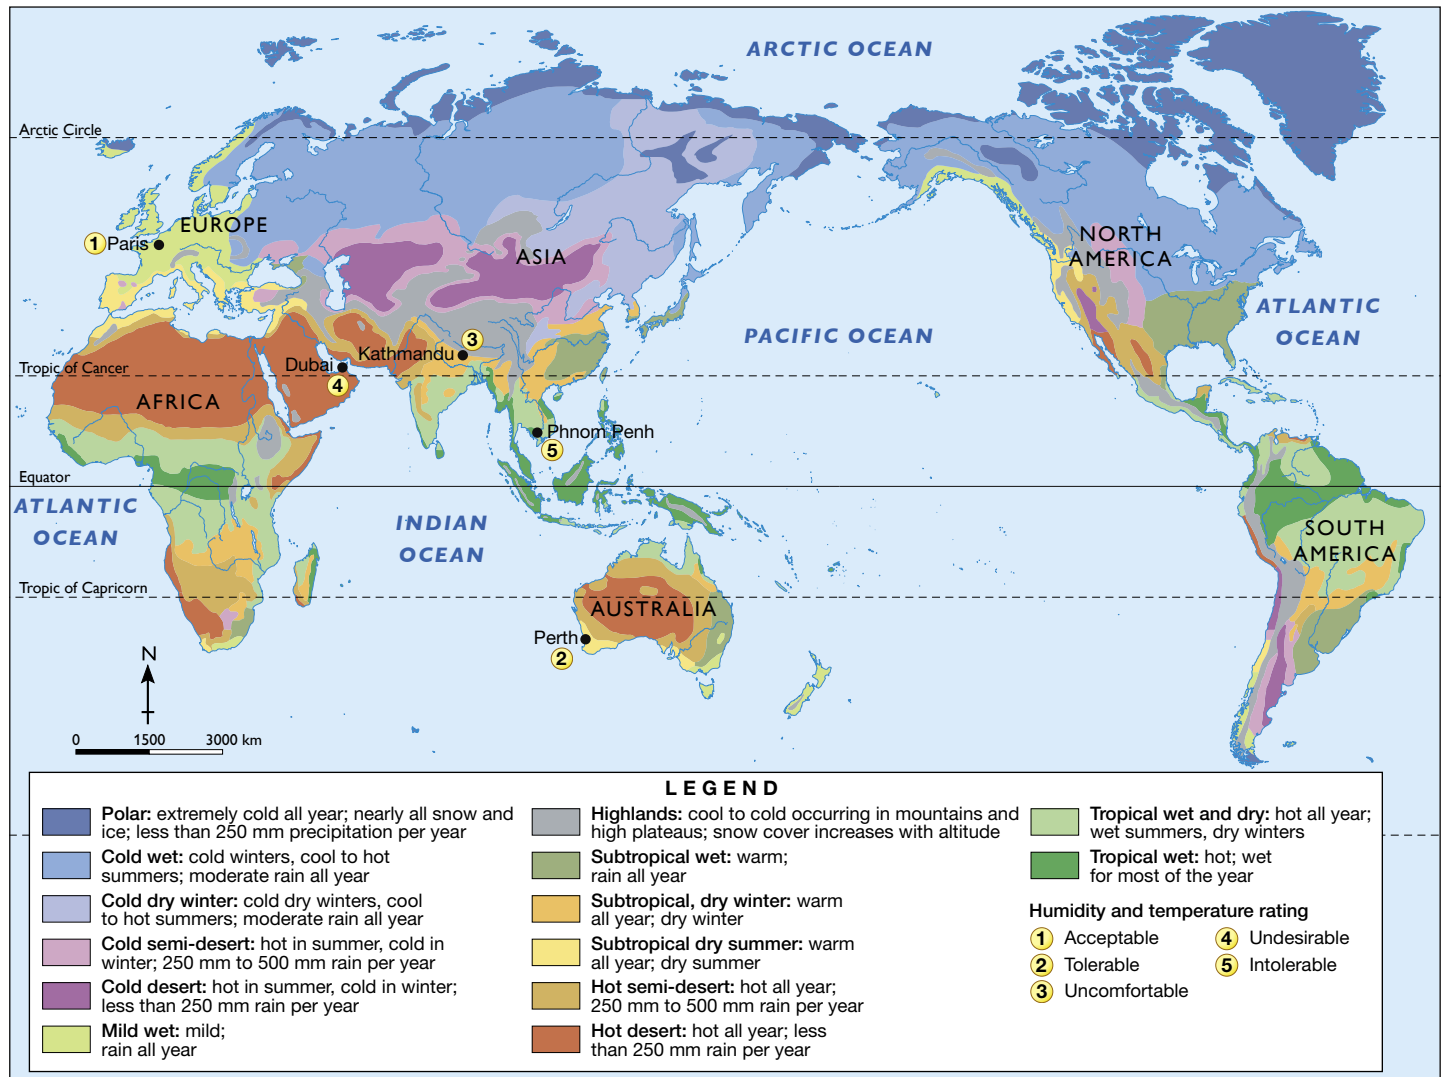 ARCTIC OCEAN
Arctic Circle
EUROPE
1 Paris
ASIA
NORTH
AMERICA
ATLANTIC
OCEAN
PACIFIC OCEAN
3
Kathmandu
Dubai
4
Tropic of Cancer
AFRICA
Phnom Penh
5
Equator
ATLANTIC
OCEAN
INDIAN
OCEAN
SOUTH
AMERICA
Tropic of Capricorn
AUSTRALIA
Perth
2
N
0 1500 3000 km
LEGEND
Polar: extremely cold all year; nearly all snow and
ice; less than 250 mm precipitation per year
Cold wet: cold winters, cool to hot
summers; moderate rain all year
Cold dry winter: cold dry winters, cool
to hot summers; moderate rain all year
Cold semi-desert: hot in summer, cold in
winter; 250 mm to 500 mm rain per year
Cold desert: hot in summer, cold in winter;
less than 250 mm rain per year
Mild wet: mild;
rain all year
Highlands: cool to cold occurring in mountains and
high plateaus; snow cover increases with altitude
Subtropical wet: warm;
rain all year
Subtropical, dry winter: warm
all year; dry winter
Subtropical dry summer: warm
all year; dry summer
Hot semi-desert: hot all year;
250 mm to 500 mm rain per year
Hot desert: hot all year; less
than 250 mm rain per year
Tropical wet and dry: hot all year;
wet summers, dry winters
Tropical wet: hot; wet
for most of the year
Humidity and temperature rating
1 Acceptable
2 Tolerable
3 Uncomfortable
4 Undesirable
5 Intolerable